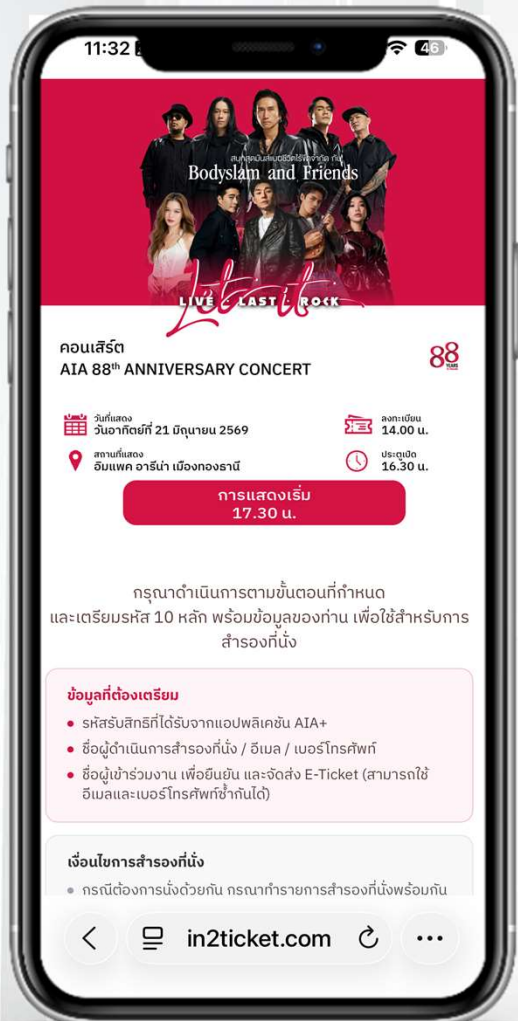 11:32
46
สนุกสุดมันส์แบบชีวิตไร้ขีดจำกัด กับ
Bodyslam and Friends
Let it
LIVE : LAST : ROCK
คอนเสิร์ต
AIA 88th ANNIVERSARY CONCERT
88
YEARS
วันที่แสดง
วันอาทิตย์ที่ 21 มิถุนายน 2569
ลงทะเบียน
14.00 น.
สถานที่แสดง
อิมแพค อารีน่า เมืองทองธานี
ประตูเปิด
16.30 น.
การแสดงเริ่ม
17.30 น.
กรุณาดำเนินการตามขั้นตอนที่กำหนด
และเตรียมรหัส 10 หลัก พร้อมข้อมูลของท่าน เพื่อใช้สำหรับการ
สำรองที่นั่ง
ข้อมูลที่ต้องเตรียม
• รหัสรับสิทธิที่ได้รับจากแอปพลิเคชัน AIA+
• ชื่อผู้ดำเนินการสำรองที่นั่ง / อีเมล / เบอร์โทรศัพท์
• ชื่อผู้เข้าร่วมงาน เพื่อยืนยัน และจัดส่ง E-Ticket (สามารถใช้
อีเมลและเบอร์โทรศัพท์ซ้ำกันได้)
เงื่อนไขการสำรองที่นั่ง
• กรณีต้องการนั่งด้วยกัน กรุณาทำรายการสำรองที่นั่งพร้อมกัน
in2ticket.com